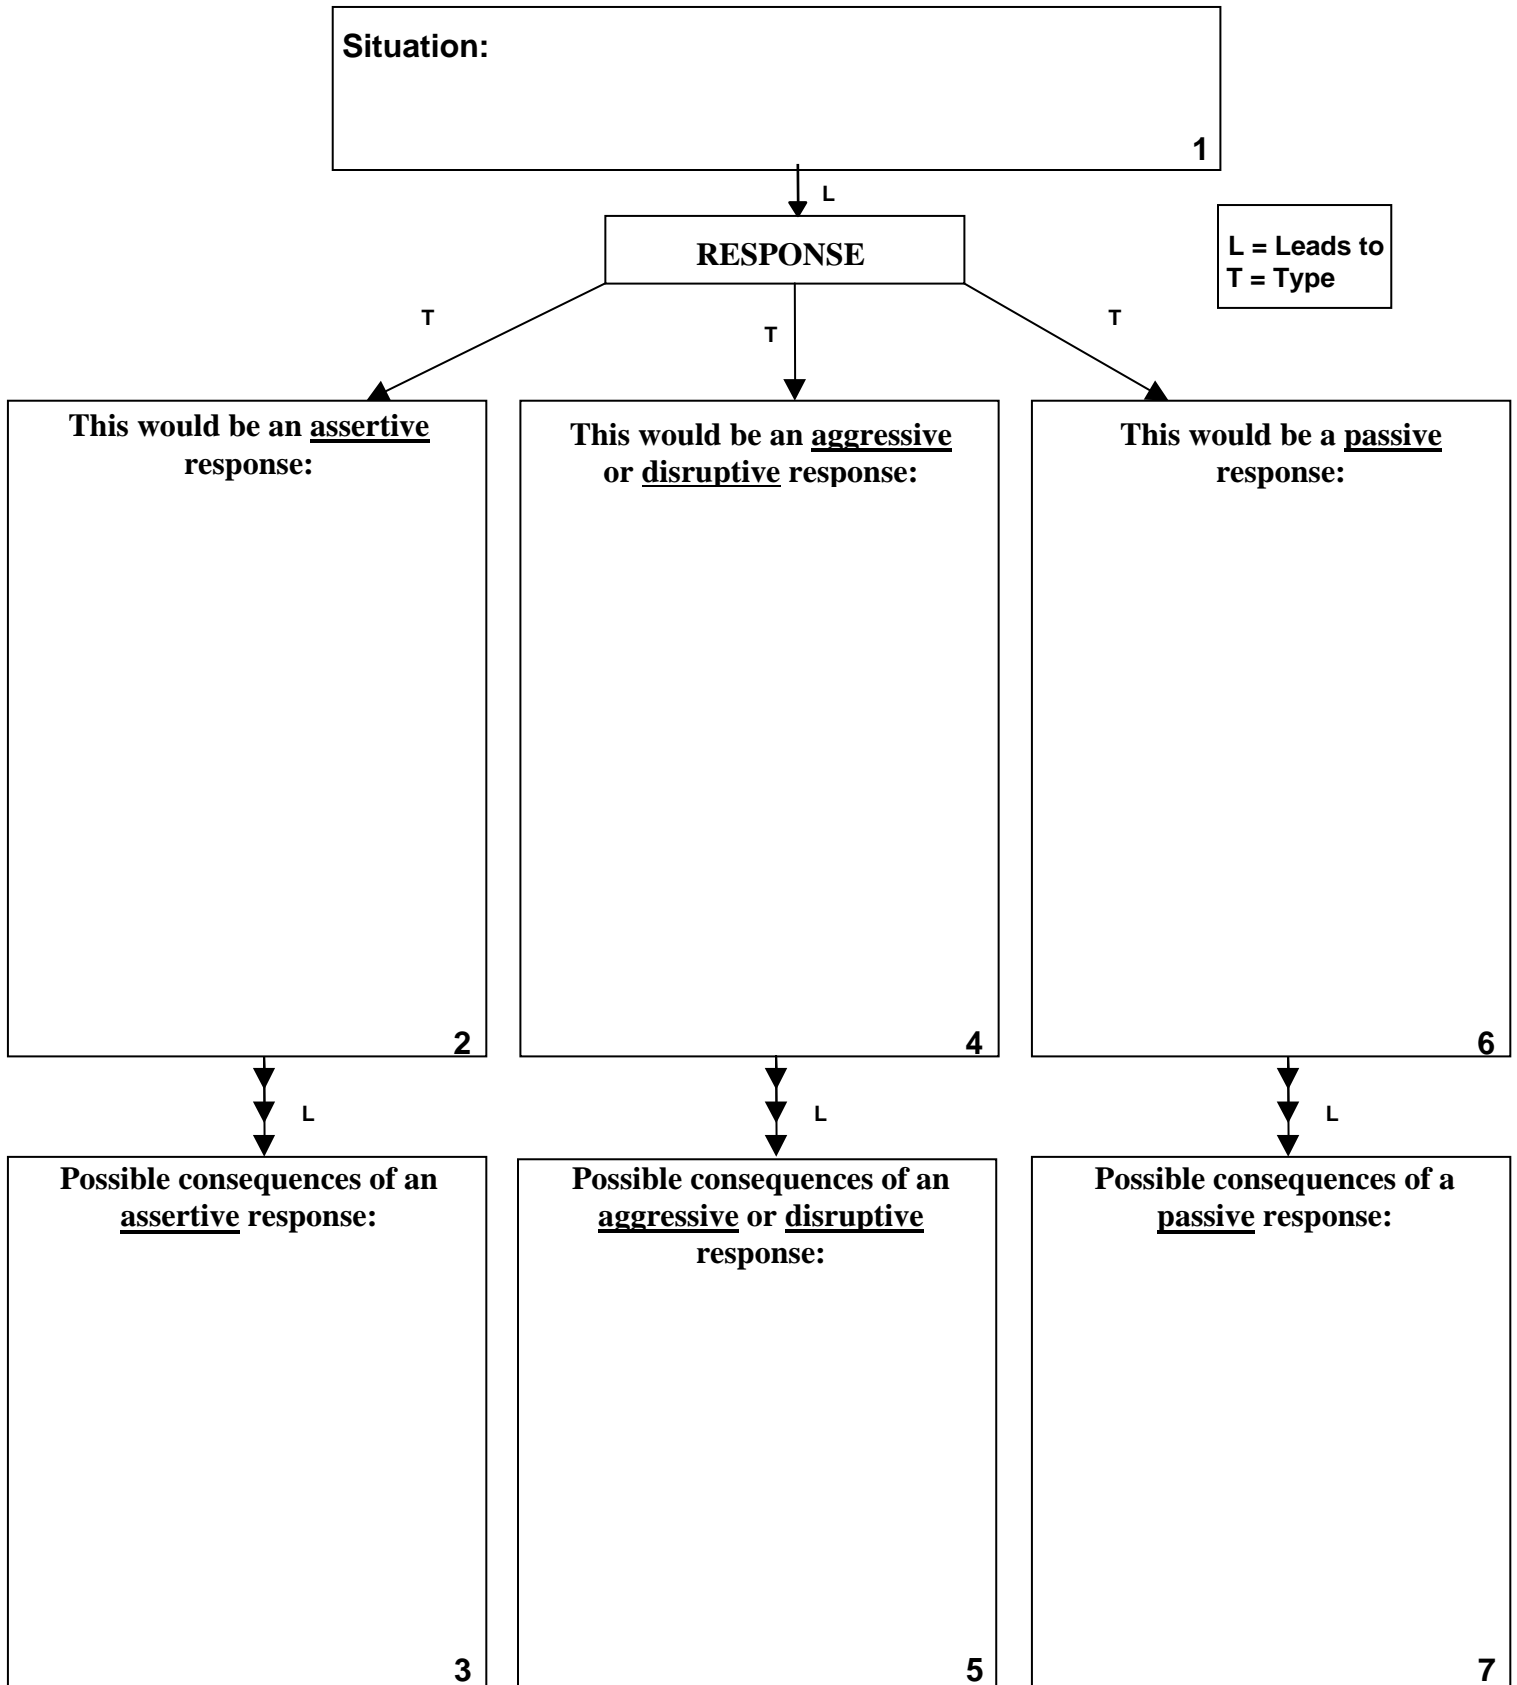 Situation:
1
L
RESPONSE
L = Leads to
T = Type
T
T
T
This would be an assertive
response:
2
This would be an aggressive
or disruptive response:
4
This would be a passive
response:
6
L
L
L
Possible consequences of an
assertive response:
3
Possible consequences of an
aggressive or disruptive
response:
5
Possible consequences of a
passive response:
7